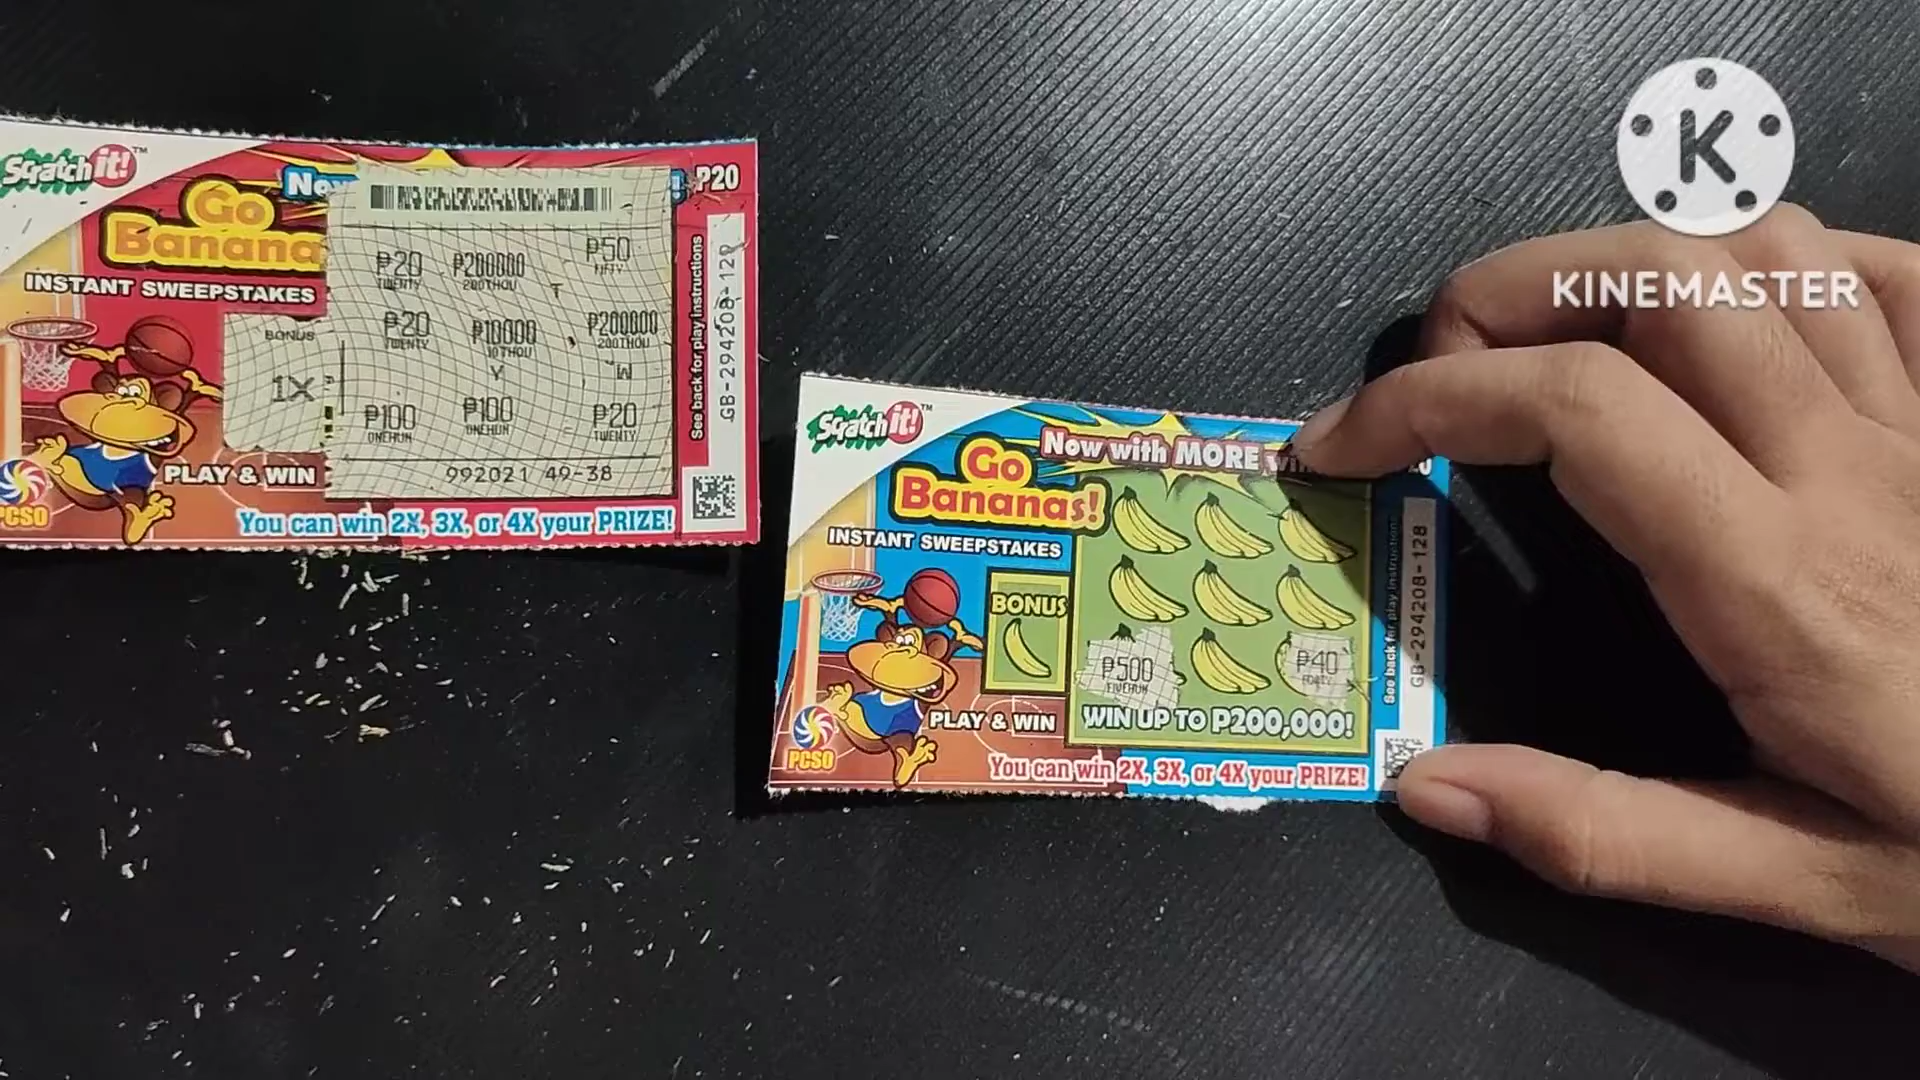 Scratch it!™
P20
Go
Banana
INSTANT SWEEPSTAKES
₱20
TWENTY
₱200000
200THOU
₱50
FIFTY
T
₱20
TWENTY
₱10000
10THOU
₱200000
200THOU
Y
W
₱100
ONEHUN
₱100
ONEHUN
₱20
TWENTY
992021 49-38
BONUS
1X
PLAY & WIN
PCSO
You can win 2X, 3X, or 4X your PRIZE!
See back for play instructions
GB-294208-129
Scratch it!™
Now with MORE
Go
Bananas!
INSTANT SWEEPSTAKES
BONUS
₱500
FIVEHUN
₱40
FORTY
WIN UP TO P200,000!
PLAY & WIN
PCSO
You can win 2X, 3X, or 4X your PRIZE!
See back for play instructions
GB-294208-128
K
KINEMASTER